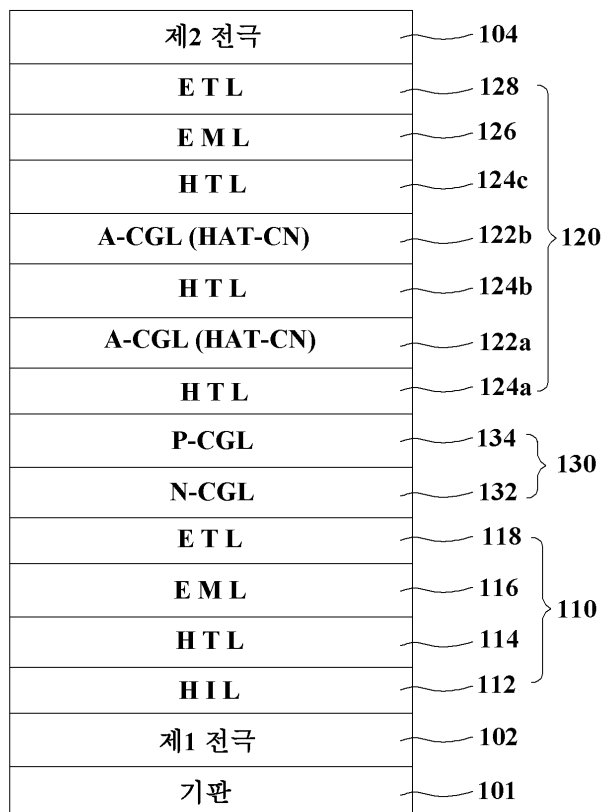 제2 전극 104
E T L 128
E M L 126
H T L 124c
A-CGL (HAT-CN) 122b
120
H T L 124b
A-CGL (HAT-CN) 122a
H T L 124a
P-CGL 134
130
N-CGL 132
E T L 118
E M L 116
110
H T L 114
H I L 112
제1 전극 102
기판 101